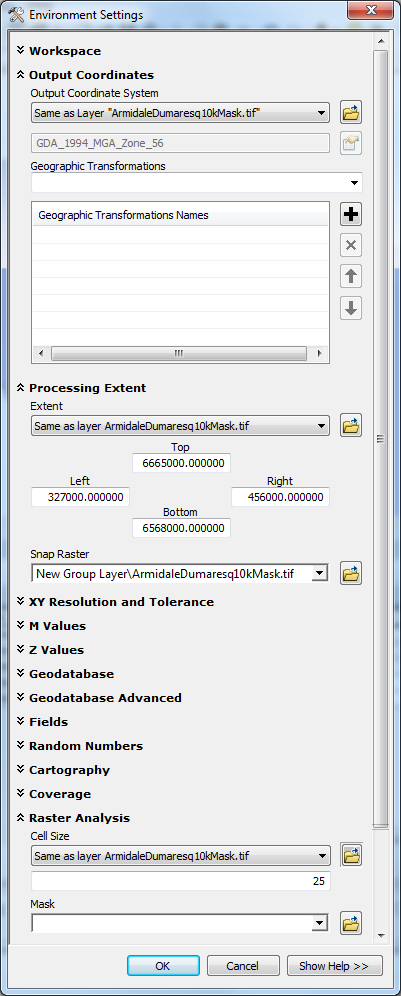 Environment Settings
Workspace
Output Coordinates
Output Coordinate System
Same as Layer "ArmidaleDumaresq10kMask.tif"
GDA_1994_MGA_Zone_56
Geographic Transformations
Geographic Transformations Names
Processing Extent
Extent
Same as layer ArmidaleDumaresq10kMask.tif
Top
6665000.000000
Left Right
327000.000000 456000.000000
Bottom
6568000.000000
Snap Raster
New Group Layer\ArmidaleDumaresq10kMask.tif
XY Resolution and Tolerance
M Values
Z Values
Geodatabase
Geodatabase Advanced
Fields
Random Numbers
Cartography
Coverage
Raster Analysis
Cell Size
Same as layer ArmidaleDumaresq10kMask.tif
25
Mask
OK Cancel Show Help >>